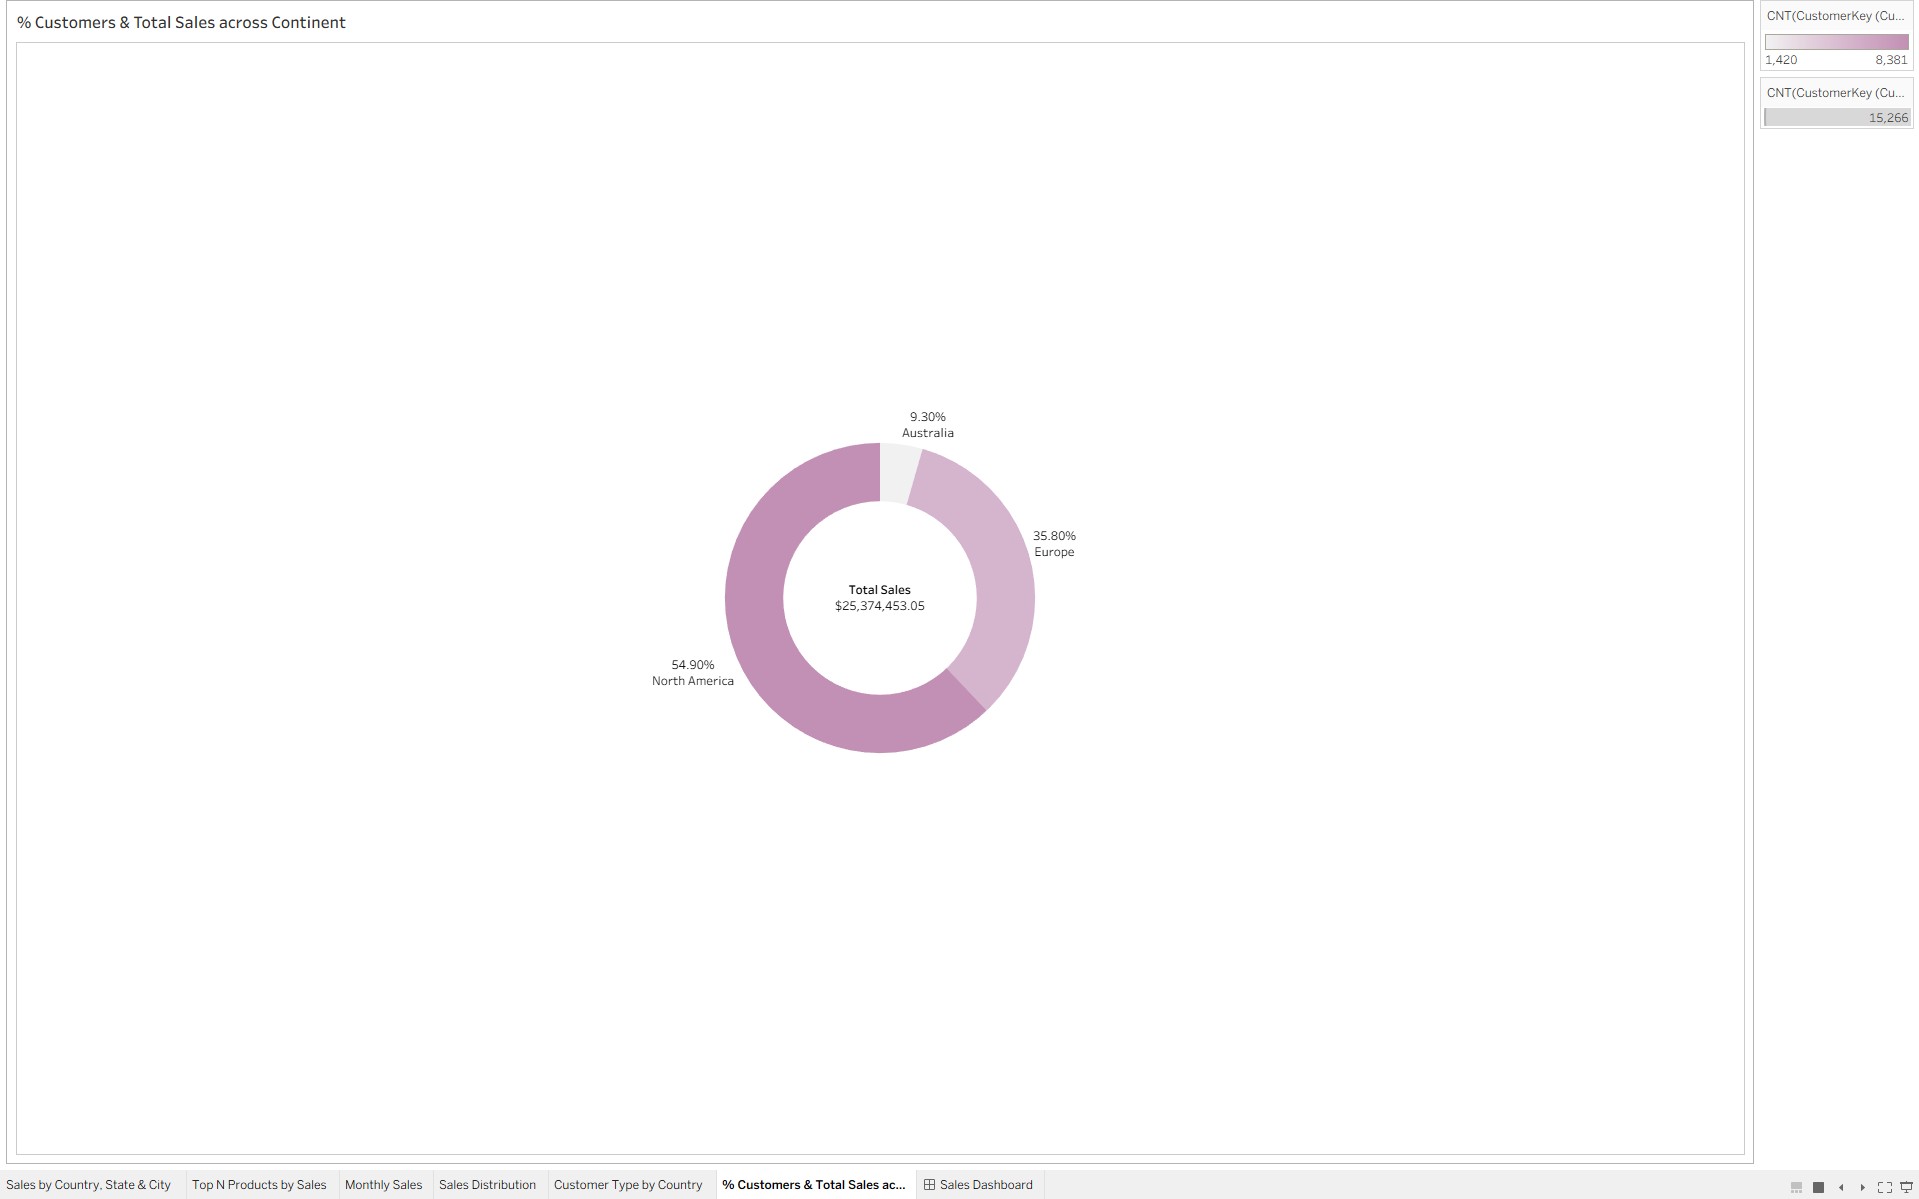 % Customers & Total Sales across Continent
CNT(CustomerKey (Cu...
1,420 8,381
CNT(CustomerKey (Cu...
15,266
9.30%
Australia
35.80%
Europe
Total Sales
$25,374,453.05
54.90%
North America
Sales by Country, State & City Top N Products by Sales Monthly Sales Sales Distribution Customer Type by Country % Customers & Total Sales ac... Sales Dashboard